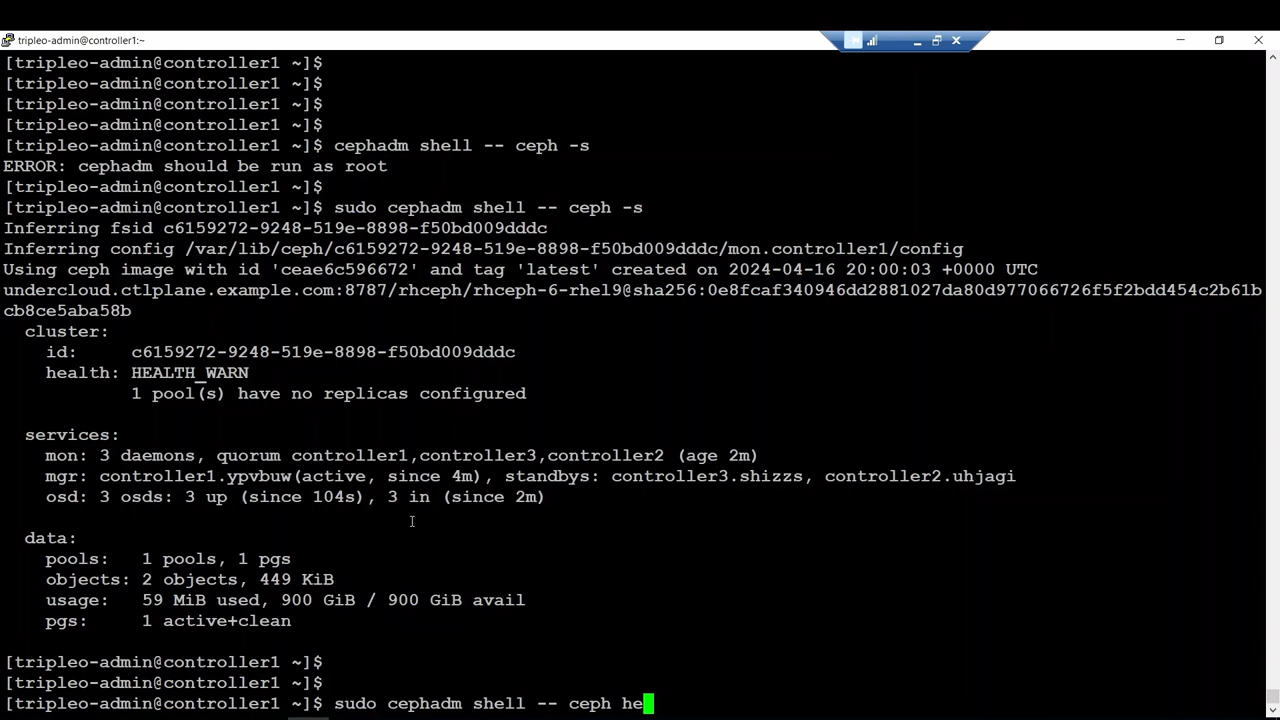 tripleo-admin@controller1:~
[tripleo-admin@controller1 ~]$
[tripleo-admin@controller1 ~]$
[tripleo-admin@controller1 ~]$
[tripleo-admin@controller1 ~]$
[tripleo-admin@controller1 ~]$ cephadm shell -- ceph -s
ERROR: cephadm should be run as root
[tripleo-admin@controller1 ~]$
[tripleo-admin@controller1 ~]$ sudo cephadm shell -- ceph -s
Inferring fsid c6159272-9248-519e-8898-f50bd009dddc
Inferring config /var/lib/ceph/c6159272-9248-519e-8898-f50bd009dddc/mon.controller1/config
Using ceph image with id 'ceae6c596672' and tag 'latest' created on 2024-04-16 20:00:03 +0000 UTC
undercloud.ctlplane.example.com:8787/rhceph/rhceph-6-rhel9@sha256:0e8fcaf340946dd2881027da80d977066726f5f2bdd454c2b61b
cb8ce5aba58b
  cluster:
    id:     c6159272-9248-519e-8898-f50bd009dddc
    health: HEALTH_WARN
            1 pool(s) have no replicas configured
  services:
    mon: 3 daemons, quorum controller1,controller3,controller2 (age 2m)
    mgr: controller1.ypvbuw(active, since 4m), standbys: controller3.shizzs, controller2.uhjagi
    osd: 3 osds: 3 up (since 104s), 3 in (since 2m)
  data:
    pools:   1 pools, 1 pgs
    objects: 2 objects, 449 KiB
    usage:   59 MiB used, 900 GiB / 900 GiB avail
    pgs:     1 active+clean
[tripleo-admin@controller1 ~]$
[tripleo-admin@controller1 ~]$
[tripleo-admin@controller1 ~]$ sudo cephadm shell -- ceph he